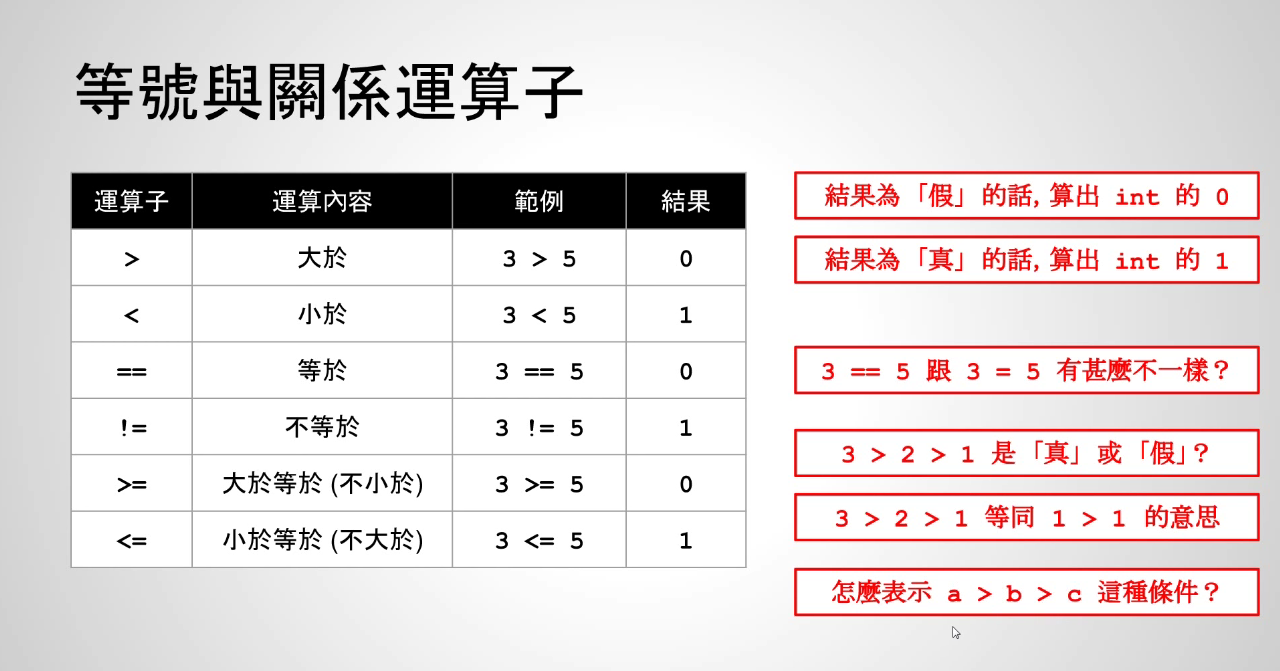 等號與關係運算子
運算子 運算內容 範例 結果
> 大於 3 > 5 0
< 小於 3 < 5 1
== 等於 3 == 5 0
!= 不等於 3 != 5 1
>= 大於等於 (不小於) 3 >= 5 0
<= 小於等於 (不大於) 3 <= 5 1
結果為「假」的話, 算出 int 的 0
結果為「真」的話, 算出 int 的 1
3 == 5 跟 3 = 5 有甚麼不一樣？
3 > 2 > 1 是「真」或「假」？
3 > 2 > 1 等同 1 > 1 的意思
怎麼表示 a > b > c 這種條件？